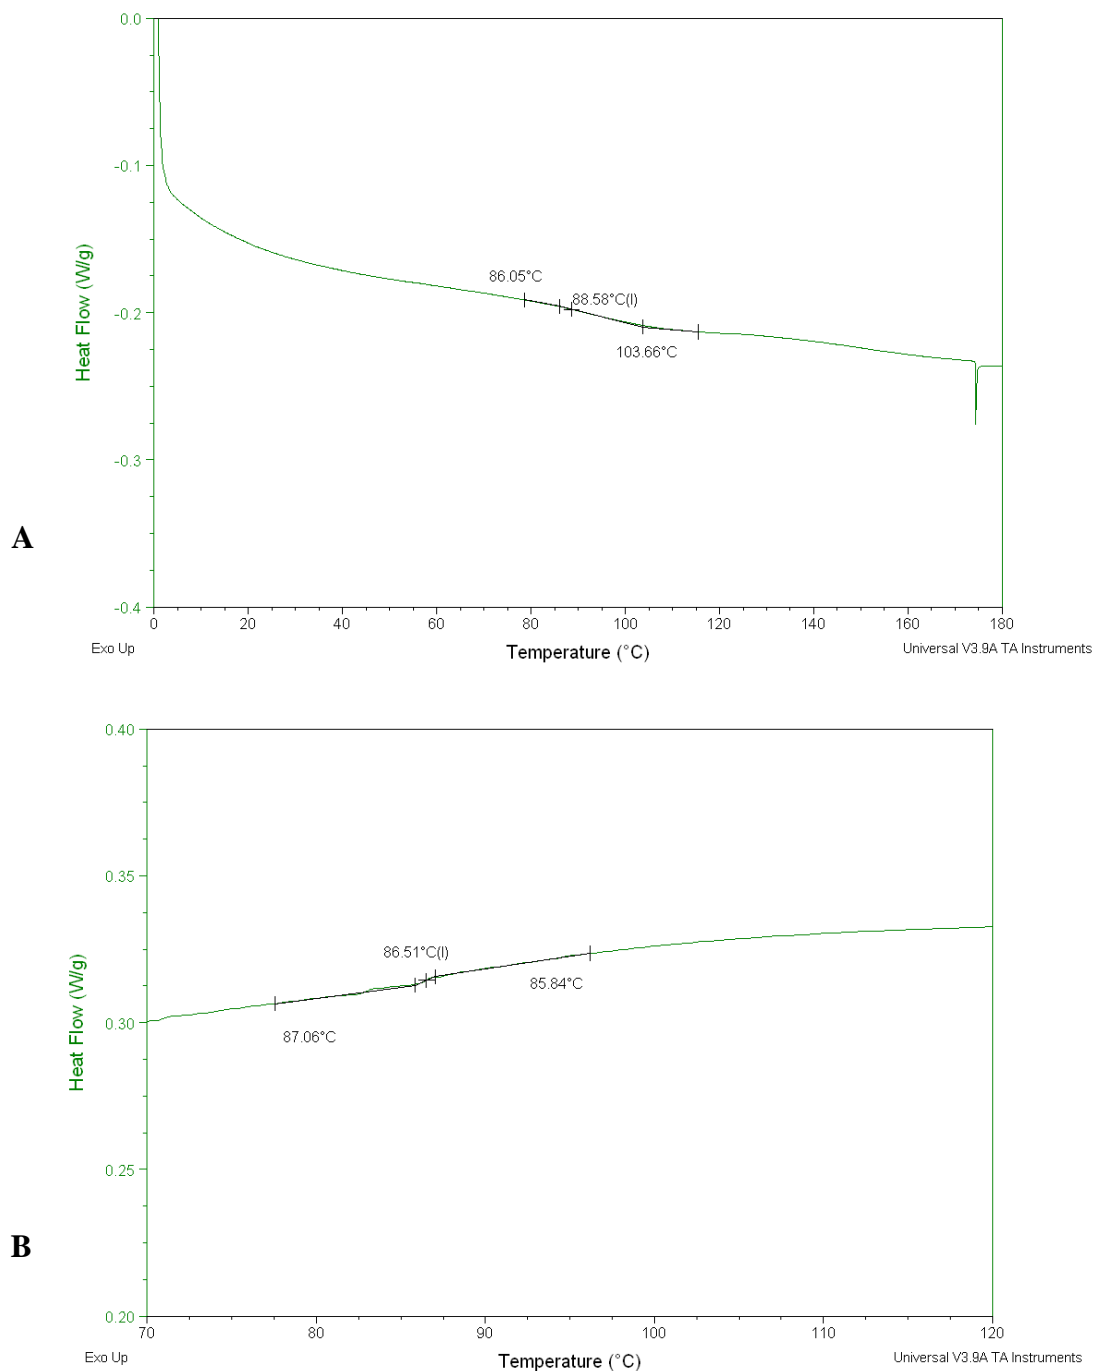 0.0
-0.1
-0.2
-0.3
-0.4
Heat Flow (W/g)
86.05°C
88.58°C(I)
103.66°C
A
0 20 40 60 80 100 120 140 160 180
Exo Up
Temperature (°C)
Universal V3.9A TA Instruments
0.40
0.35
0.30
0.25
0.20
Heat Flow (W/g)
86.51°C(I)
85.84°C
87.06°C
B
70 80 90 100 110 120
Exo Up
Temperature (°C)
Universal V3.9A TA Instruments